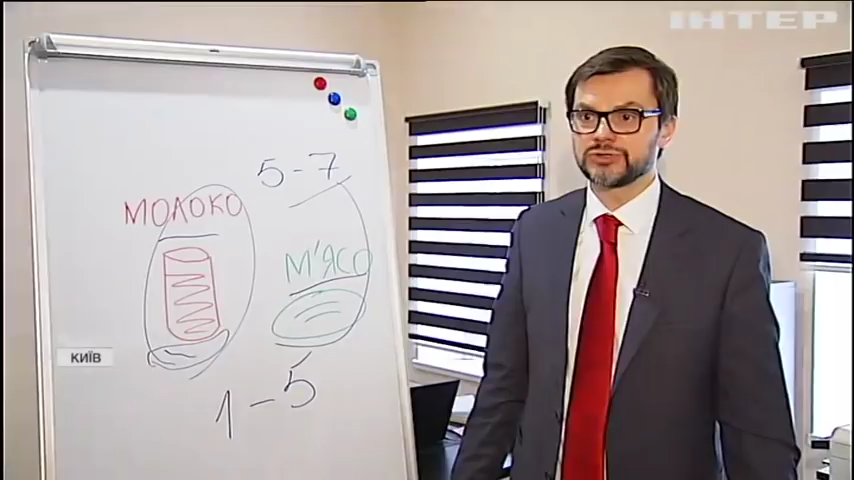 ІНТЕР
5-7
МОЛОКО
М'ЯСО
КИЇВ
1-5